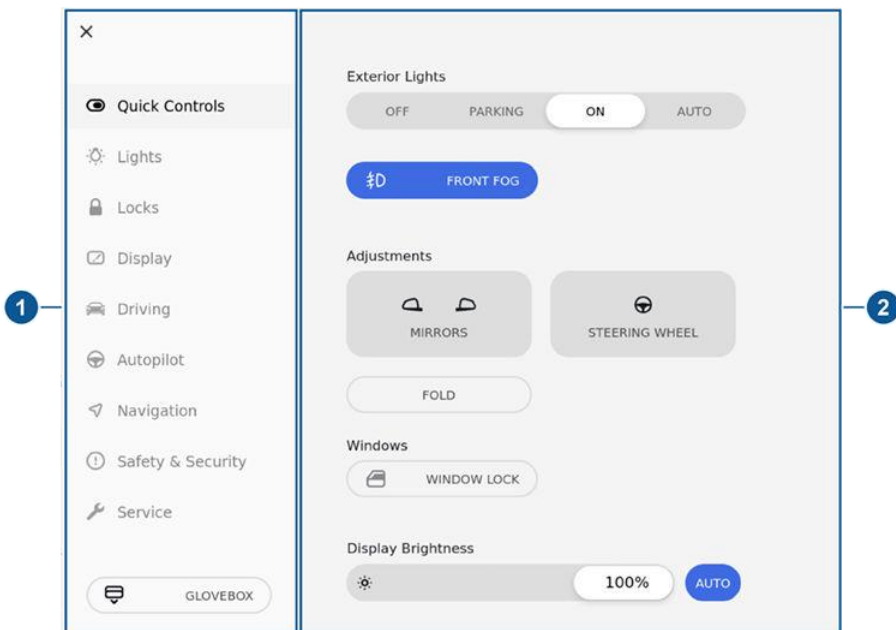 Quick Controls
Lights
Locks
Display
1
Driving
Autopilot
Navigation
Safety & Security
Service
GLOVEBOX
Exterior Lights
OFF PARKING ON AUTO
FRONT FOG
Adjustments
MIRRORS STEERING WHEEL
2
FOLD
Windows
WINDOW LOCK
Display Brightness
100% AUTO